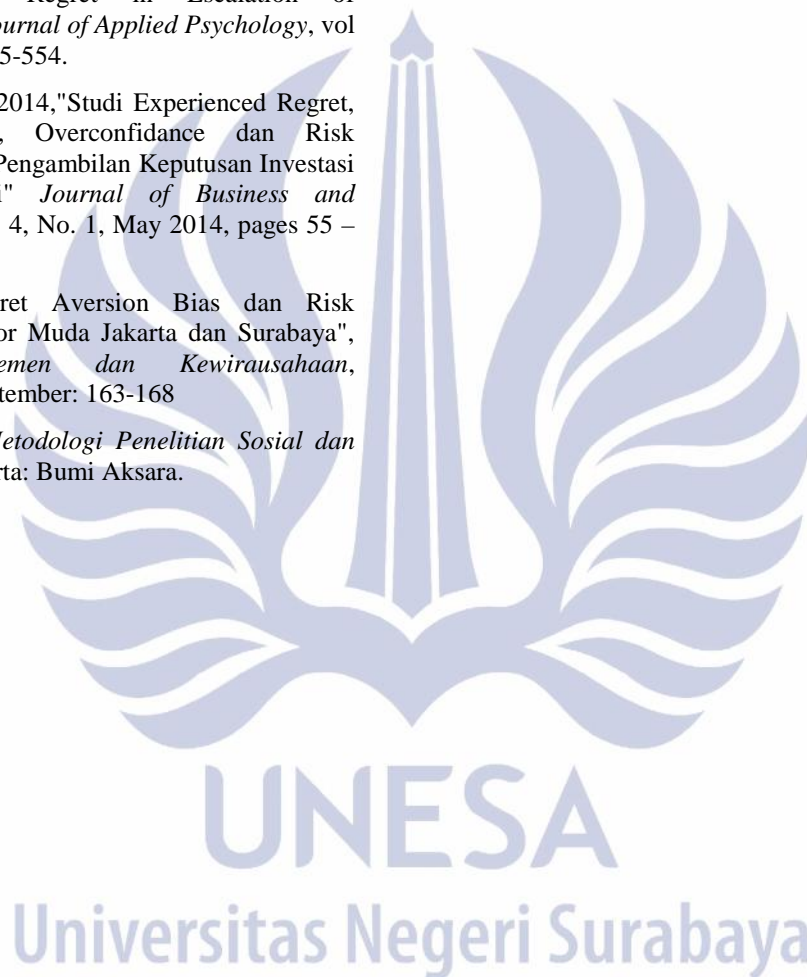 Regret in Escalation of
Journal of Applied Psychology, vol
5-554.
2014,"Studi Experienced Regret,
Overconfidance dan Risk
Pengambilan Keputusan Investasi
i" Journal of Business and
4, No. 1, May 2014, pages 55 –
ret Aversion Bias dan Risk
or Muda Jakarta dan Surabaya",
emen dan Kewirausahaan,
tember: 163-168
Metodologi Penelitian Sosial dan
rta: Bumi Aksara.
UNESA
Universitas Negeri Surabaya